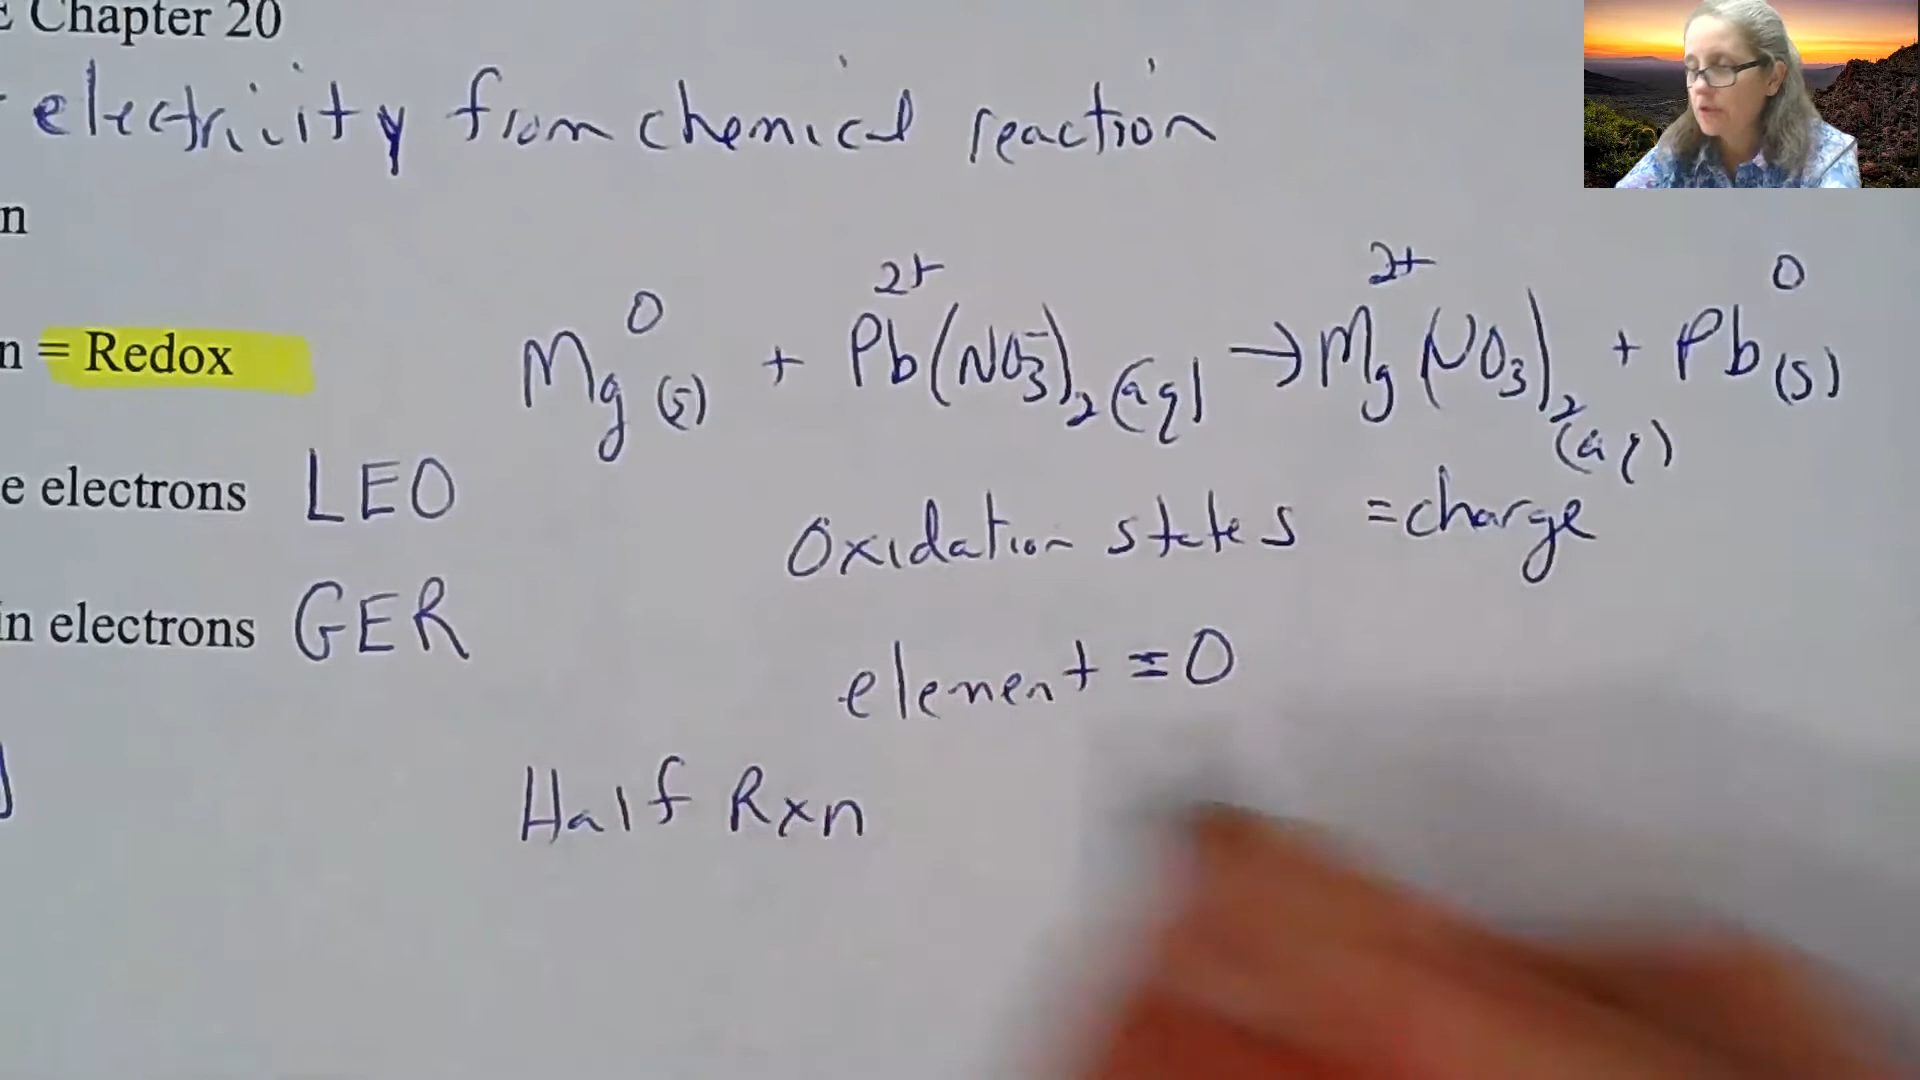 Chapter 20
electricity from chemical reaction
n
n = Redox
0 2+ 2+ 0
Mg(s) + Pb(NO3⁻)2(aq) → Mg(NO3)2(aq) + Pb(s)
e electrons LEO
Oxidation states = charge
in electrons GER
element = 0
Half Rxn